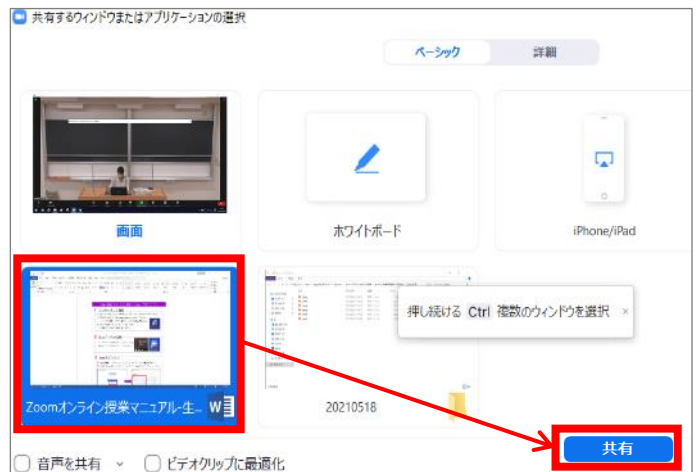 共有するウィンドウまたはアプリケーションの選択
ベーシック 詳細
画面 ホワイトボード iPhone/iPad
押し続ける Ctrl 複数のウィンドウを選択 ×
Zoomオンライン授業マニュアル-生... W
20210518
共有
音声を共有 ビデオクリップに最適化